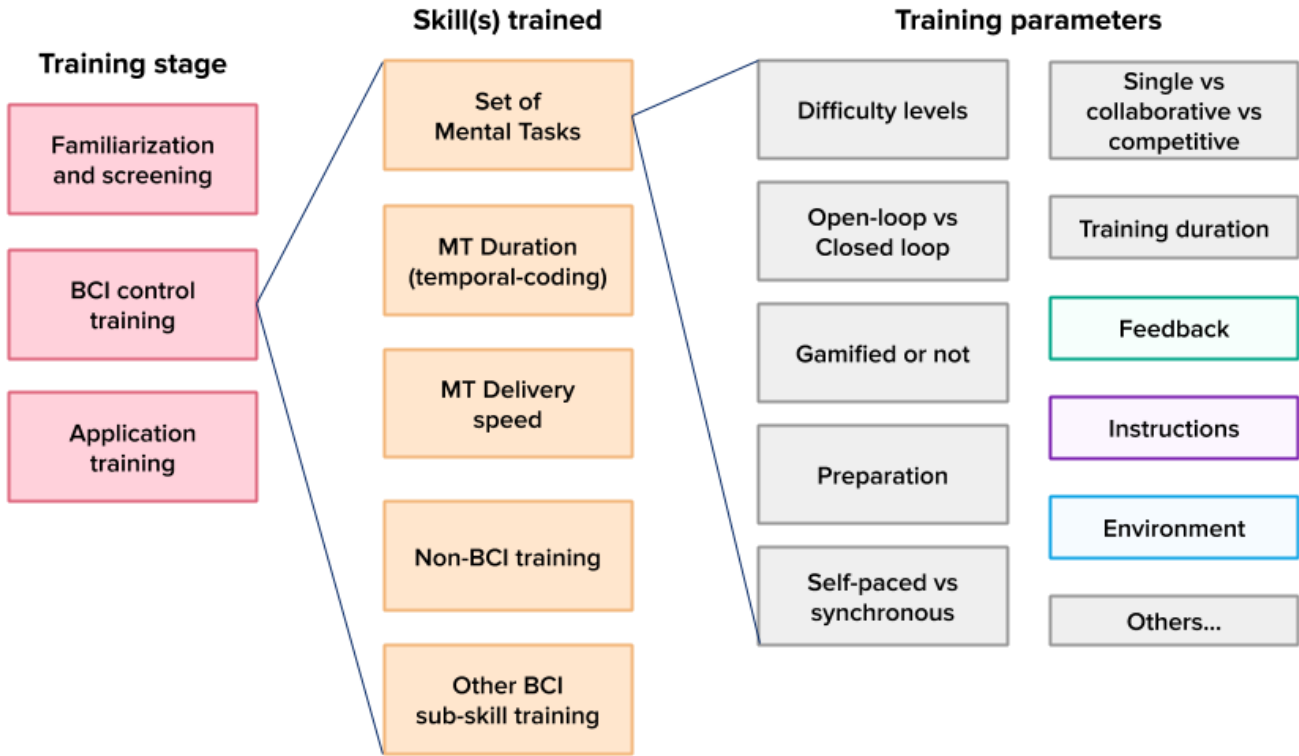 Training stage
Familiarization
and screening
BCI control
training
Application
training
Skill(s) trained
Set of
Mental Tasks
MT Duration
(temporal-coding)
MT Delivery
speed
Non-BCI training
Other BCI
sub-skill training
Training parameters
Difficulty levels
Open-loop vs
Closed loop
Gamified or not
Preparation
Self-paced vs
synchronous
Single vs
collaborative vs
competitive
Training duration
Feedback
Instructions
Environment
Others...